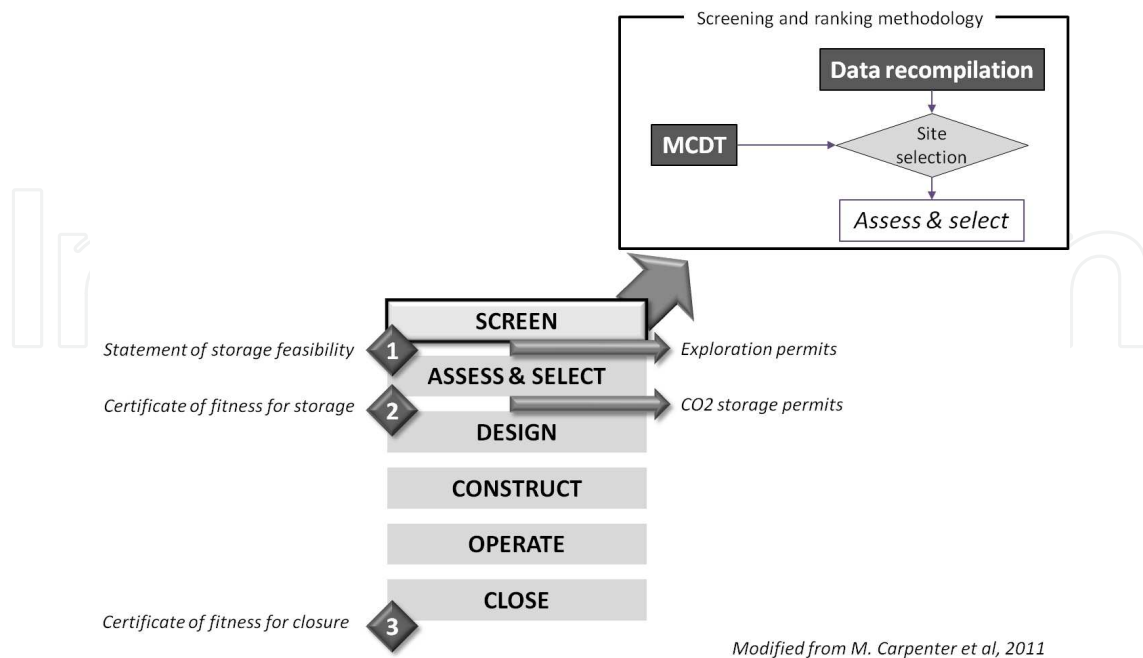 Screening and ranking methodology
Data recompilation
MCDT
Site
selection
Assess & select
SCREEN
Statement of storage feasibility
1
Exploration permits
ASSESS & SELECT
Certificate of fitness for storage
2
CO2 storage permits
DESIGN
CONSTRUCT
OPERATE
CLOSE
Certificate of fitness for closure
3
Modified from M. Carpenter et al, 2011